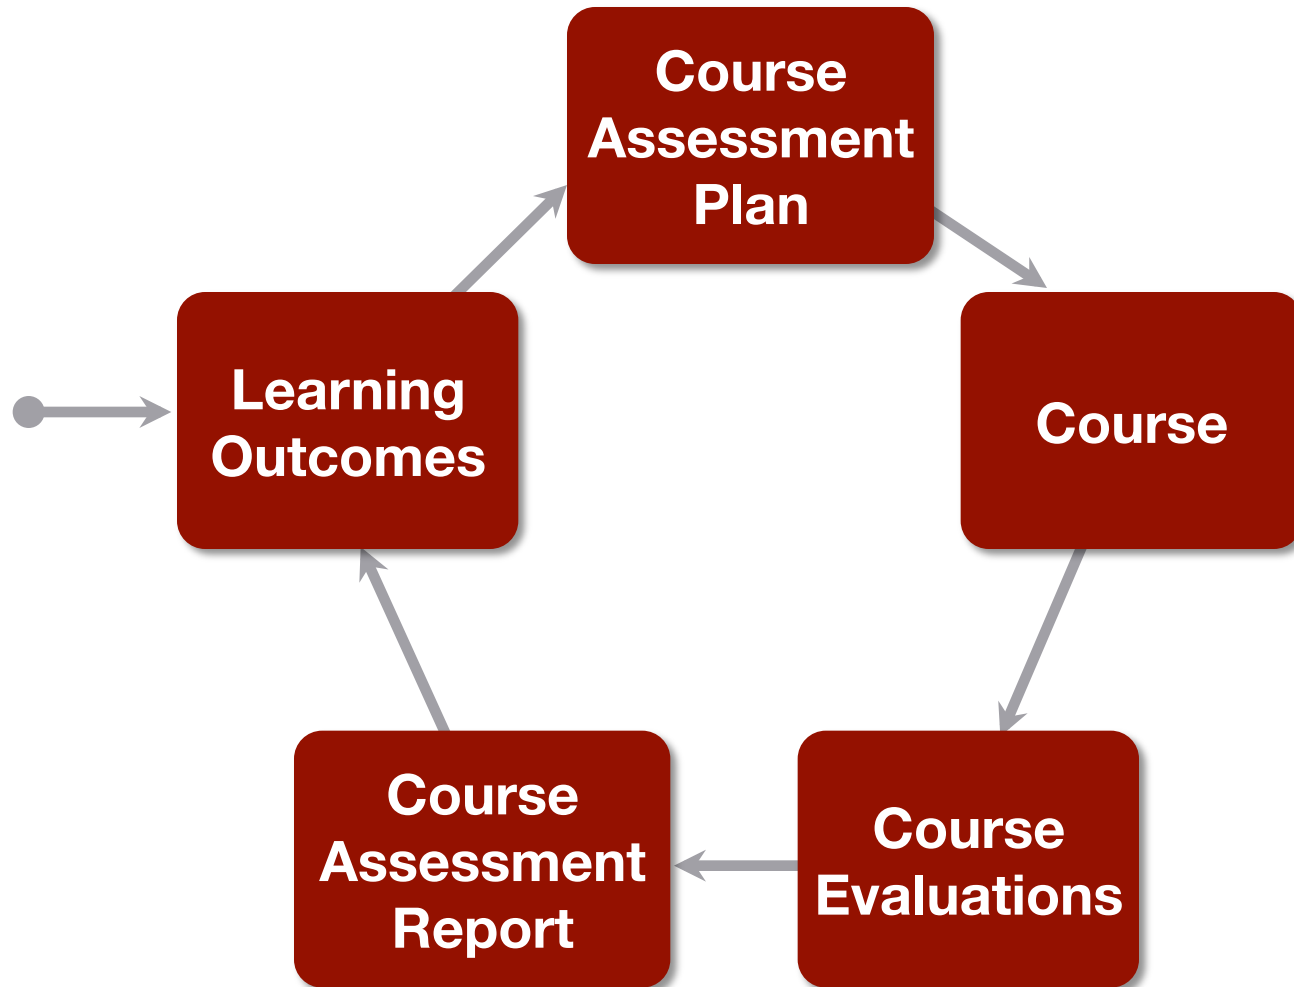 Course
Assessment
Plan
Learning
Outcomes
Course
Course
Assessment
Report
Course
Evaluations